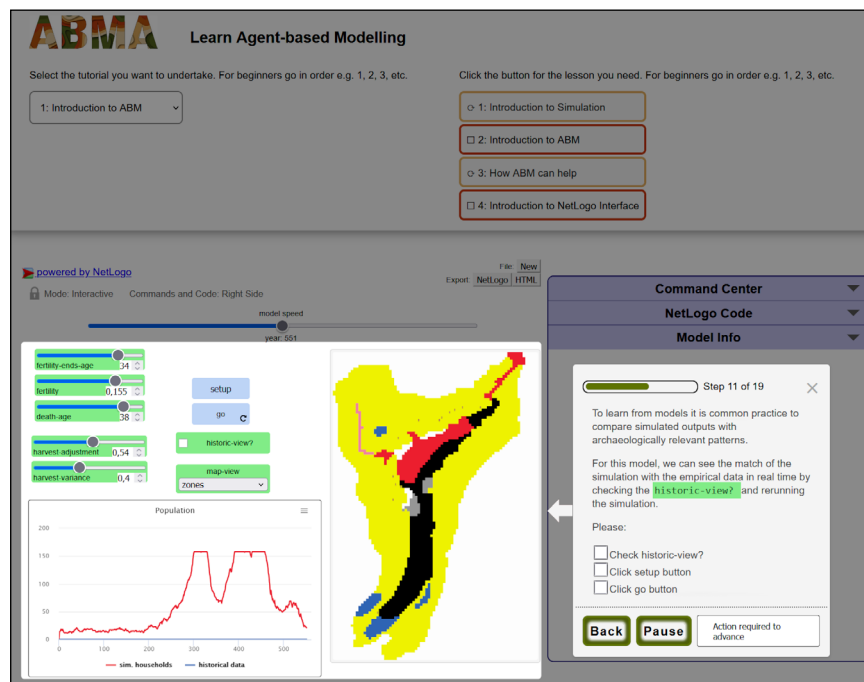 ABMA
Learn Agent-based Modelling
Select the tutorial you want to undertake. For beginners go in order e.g. 1, 2, 3, etc.
1: Introduction to ABM
Click the button for the lesson you need. For beginners go in order e.g. 1, 2, 3, etc.
1: Introduction to Simulation
2: Introduction to ABM
3: How ABM can help
4: Introduction to NetLogo Interface
powered by NetLogo
File: New
Export: NetLogo HTML
Mode: Interactive Commands and Code: Right Side
model speed
year: 551
Command Center
NetLogo Code
Model Info
fertility-ends-age 34
fertility 0,155
death-age 38
harvest-adjustment 0,54
harvest-variance 0,4
setup
go
historic-view?
map-view
zones
Population
200
150
100
50
0
0 100 200 300 400 500
sim. households historical data
Step 11 of 19
To learn from models it is common practice to
compare simulated outputs with
archaeologically relevant patterns.
For this model, we can see the match of the
simulation with the empirical data in real time by
checking the historic-view? and rerunning
the simulation.
Please:
Check historic-view?
Click setup button
Click go button
Back
Pause
Action required to
advance